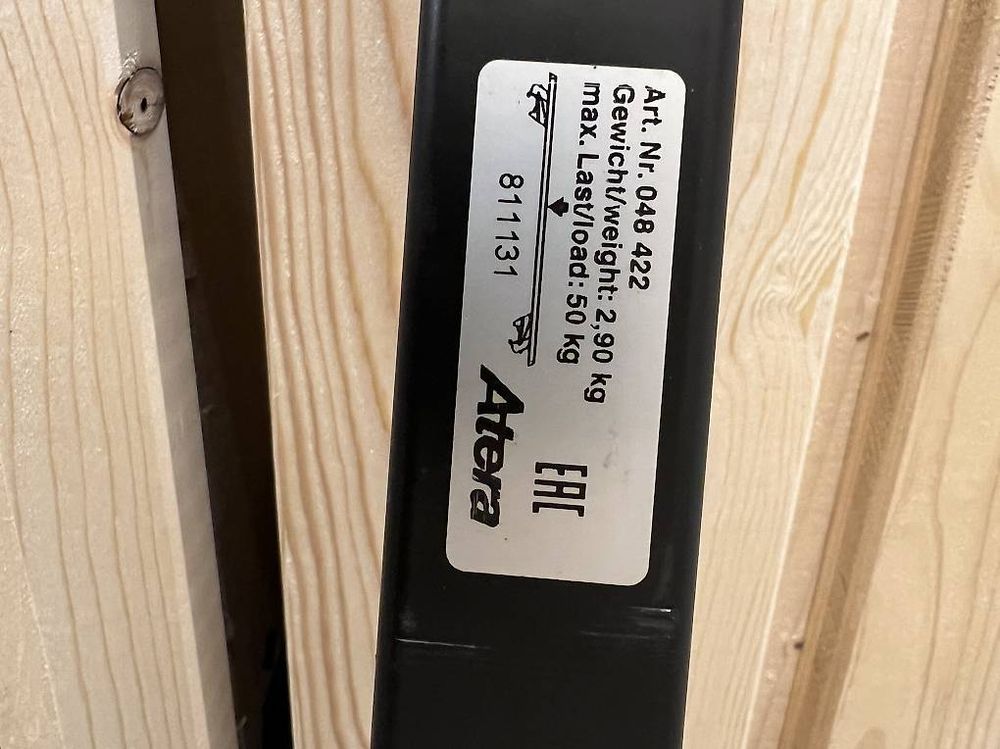 Art. Nr. 048 422
Gewicht/weight: 2,90 kg
max. Last/load: 50 kg
811131
EAC
Atera